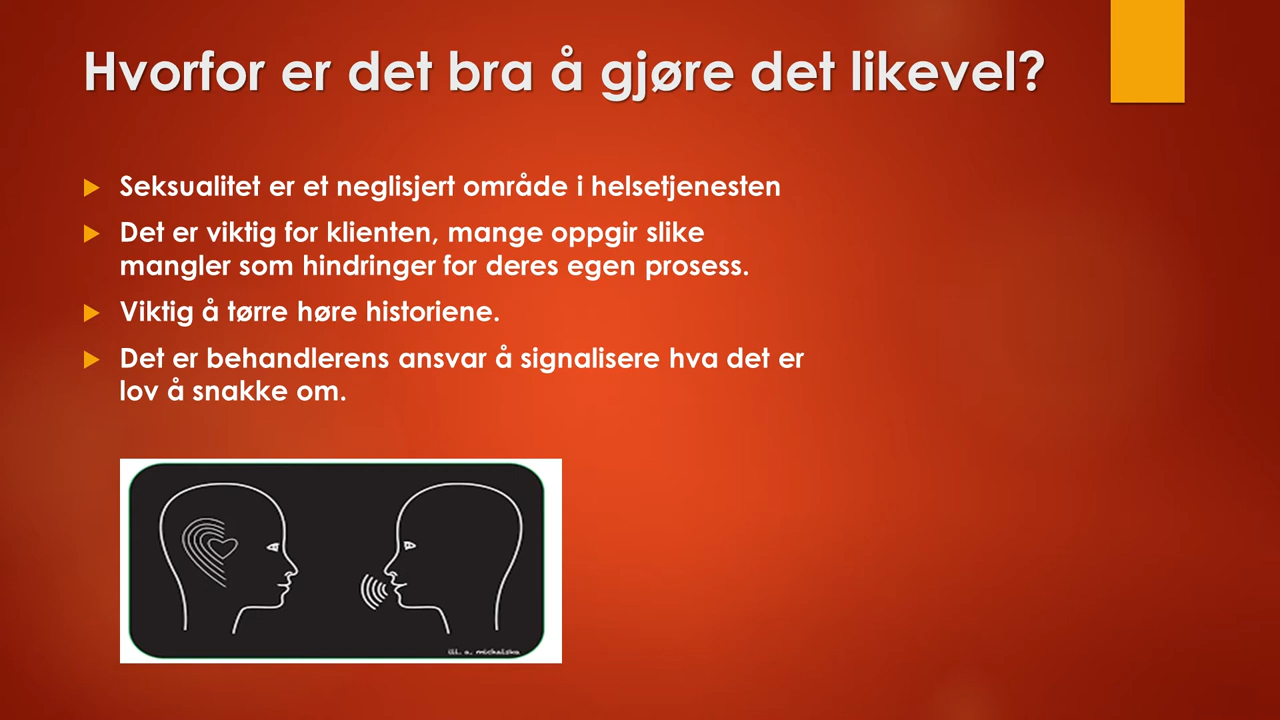 Hvorfor er det bra å gjøre det likevel?
Seksualitet er et neglisjert område i helsetjenesten
Det er viktig for klienten, mange oppgir slike
mangler som hindringer for deres egen prosess.
Viktig å tørre høre historiene.
Det er behandlerens ansvar å signalisere hva det er
lov å snakke om.
ill. a. michalska